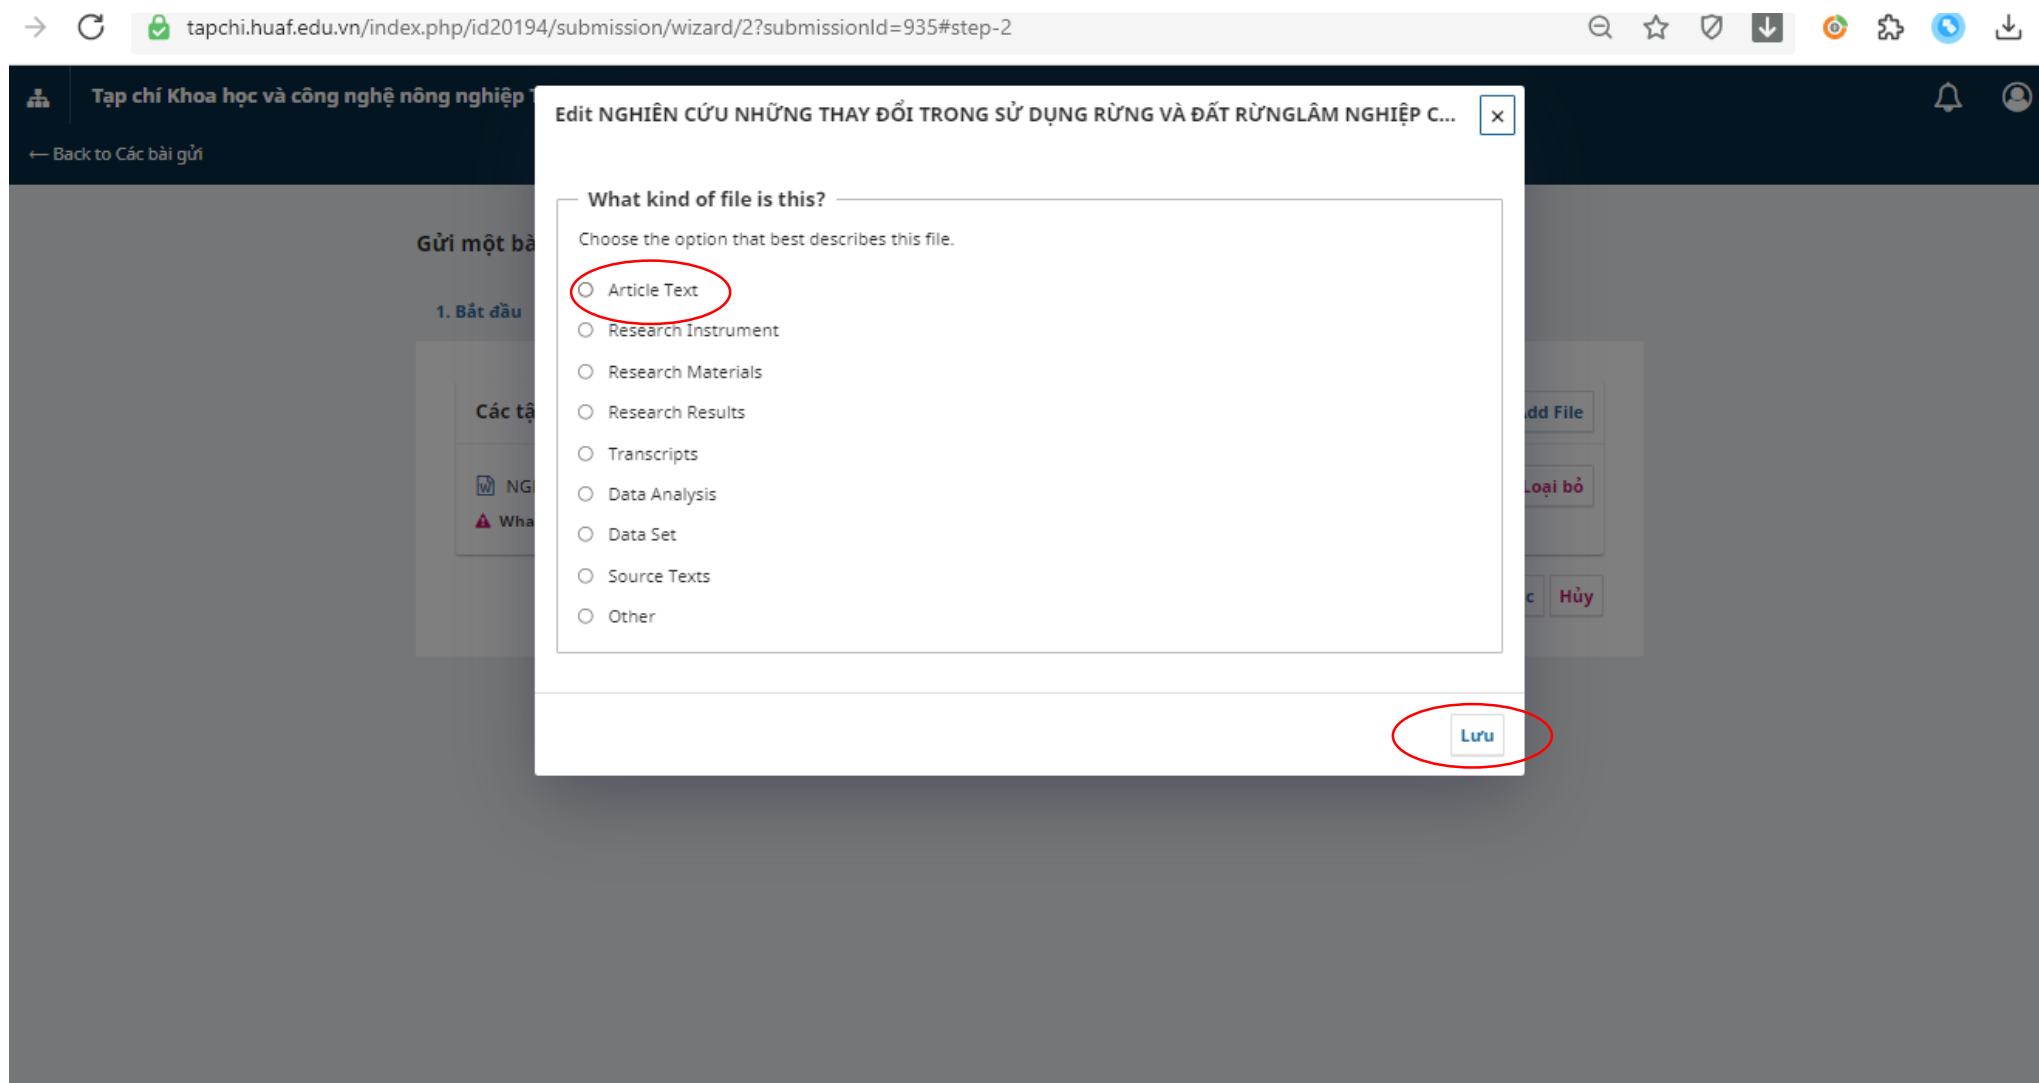 tapchi.huaf.edu.vn/index.php/id20194/submission/wizard/2?submissionId=935#step-2
Tạp chí Khoa học và công nghệ nông nghiệp
← Back to Các bài gửi
Edit NGHIÊN CỨU NHỮNG THAY ĐỔI TRONG SỬ DỤNG RỪNG VÀ ĐẤT RỪNGLÂM NGHIỆP C...
×
Gửi một bà
1. Bắt đầu
What kind of file is this?
Choose the option that best describes this file.
Article Text
Research Instrument
Research Materials
Research Results
Transcripts
Data Analysis
Data Set
Source Texts
Other
Các tậ
dd File
NG
Loại bỏ
Wha
c
Hủy
Lưu